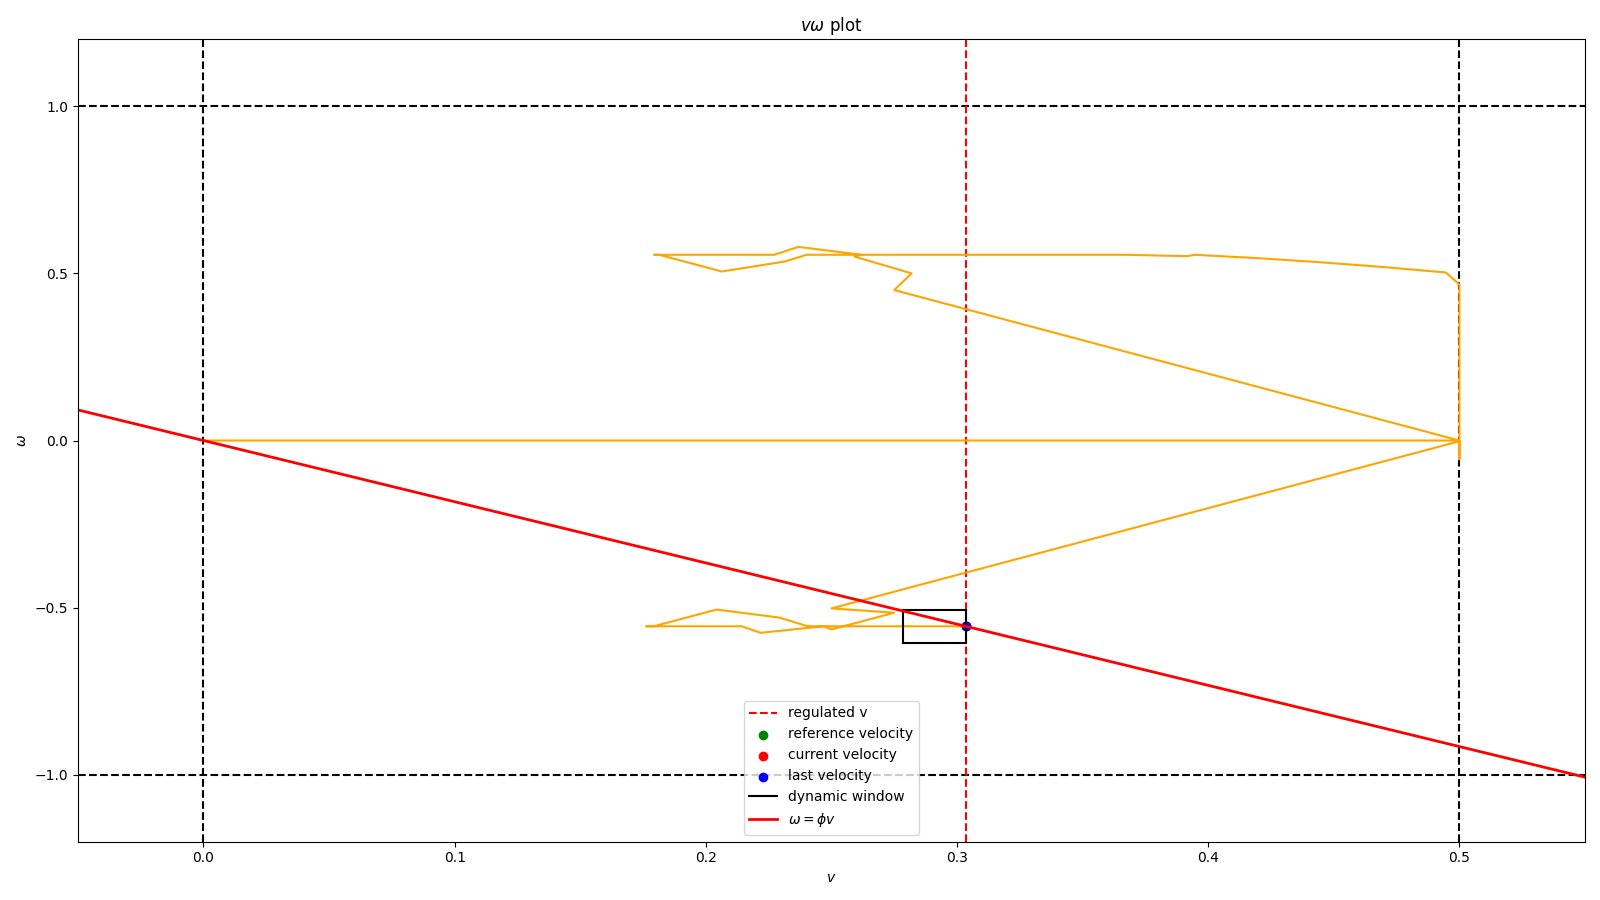 vω plot
1.0
0.5
0.0
−0.5
−1.0
ω
regulated v
reference velocity
current velocity
last velocity
dynamic window
ω = ϕv
0.0 0.1 0.2 0.3 0.4 0.5
v